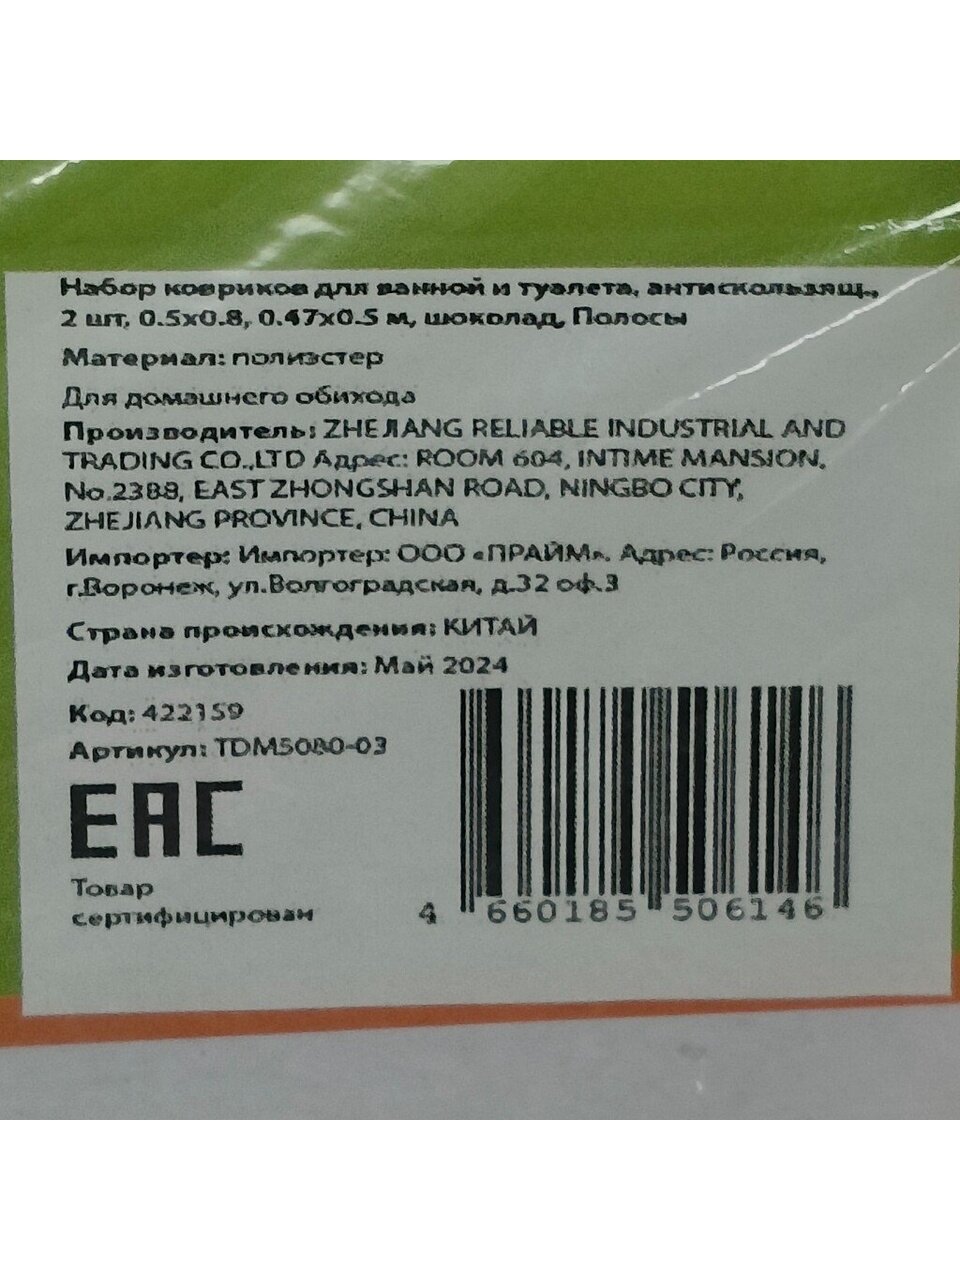 Набор ковриков для ванной и туалета, антискользящ.,
2 шт, 0.5x0.8, 0.47x0.5 м, шоколад, Полосы
Материал: полиэстер
Для домашнего обихода
Производитель: ZHEJIANG RELIABLE INDUSTRIAL AND
TRADING CO.,LTD Адрес: ROOM 604, INTIME MANSION,
No.2388, EAST ZHONGSHAN ROAD, NINGBO CITY,
ZHEJIANG PROVINCE, CHINA
Импортер: Импортер: ООО «ПРАЙМ». Адрес: Россия,
г.Воронеж, ул.Волгоградская, д.32 оф.3
Страна происхождения: КИТАЙ
Дата изготовления: Май 2024
Код: 422159
Артикул: TDM5080-03
EAC
Товар
сертифицирован
4 660185 506146